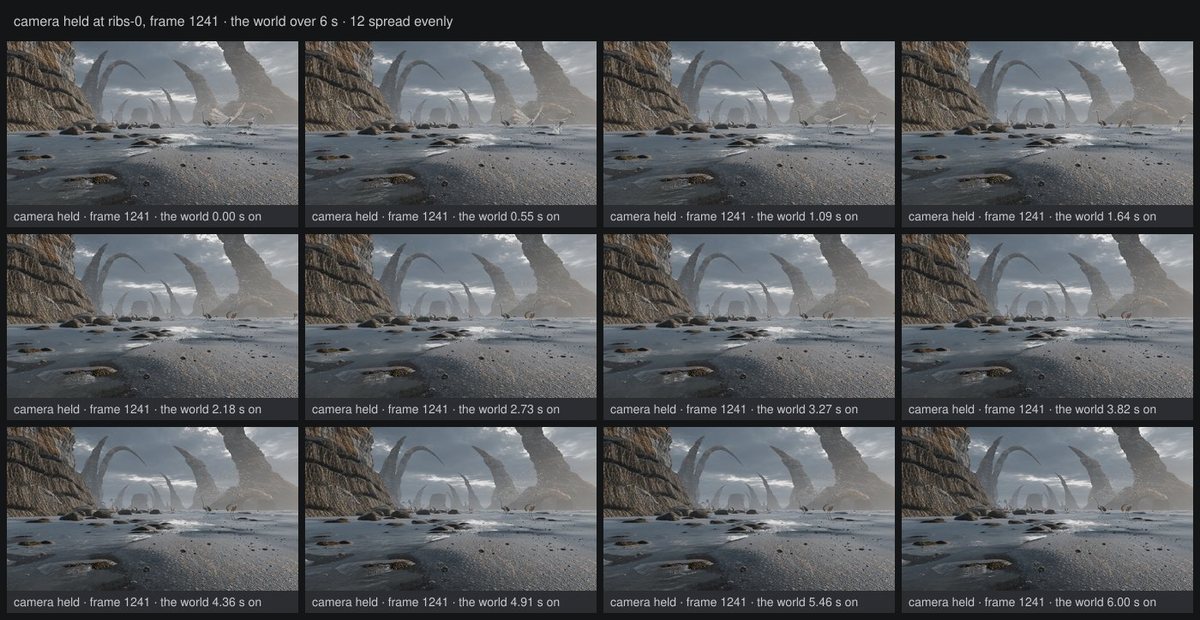 camera held at ribs-0, frame 1241 · the world over 6 s · 12 spread evenly
camera held · frame 1241 · the world 0.00 s on
camera held · frame 1241 · the world 0.55 s on
camera held · frame 1241 · the world 1.09 s on
camera held · frame 1241 · the world 1.64 s on
camera held · frame 1241 · the world 2.18 s on
camera held · frame 1241 · the world 2.73 s on
camera held · frame 1241 · the world 3.27 s on
camera held · frame 1241 · the world 3.82 s on
camera held · frame 1241 · the world 4.36 s on
camera held · frame 1241 · the world 4.91 s on
camera held · frame 1241 · the world 5.46 s on
camera held · frame 1241 · the world 6.00 s on